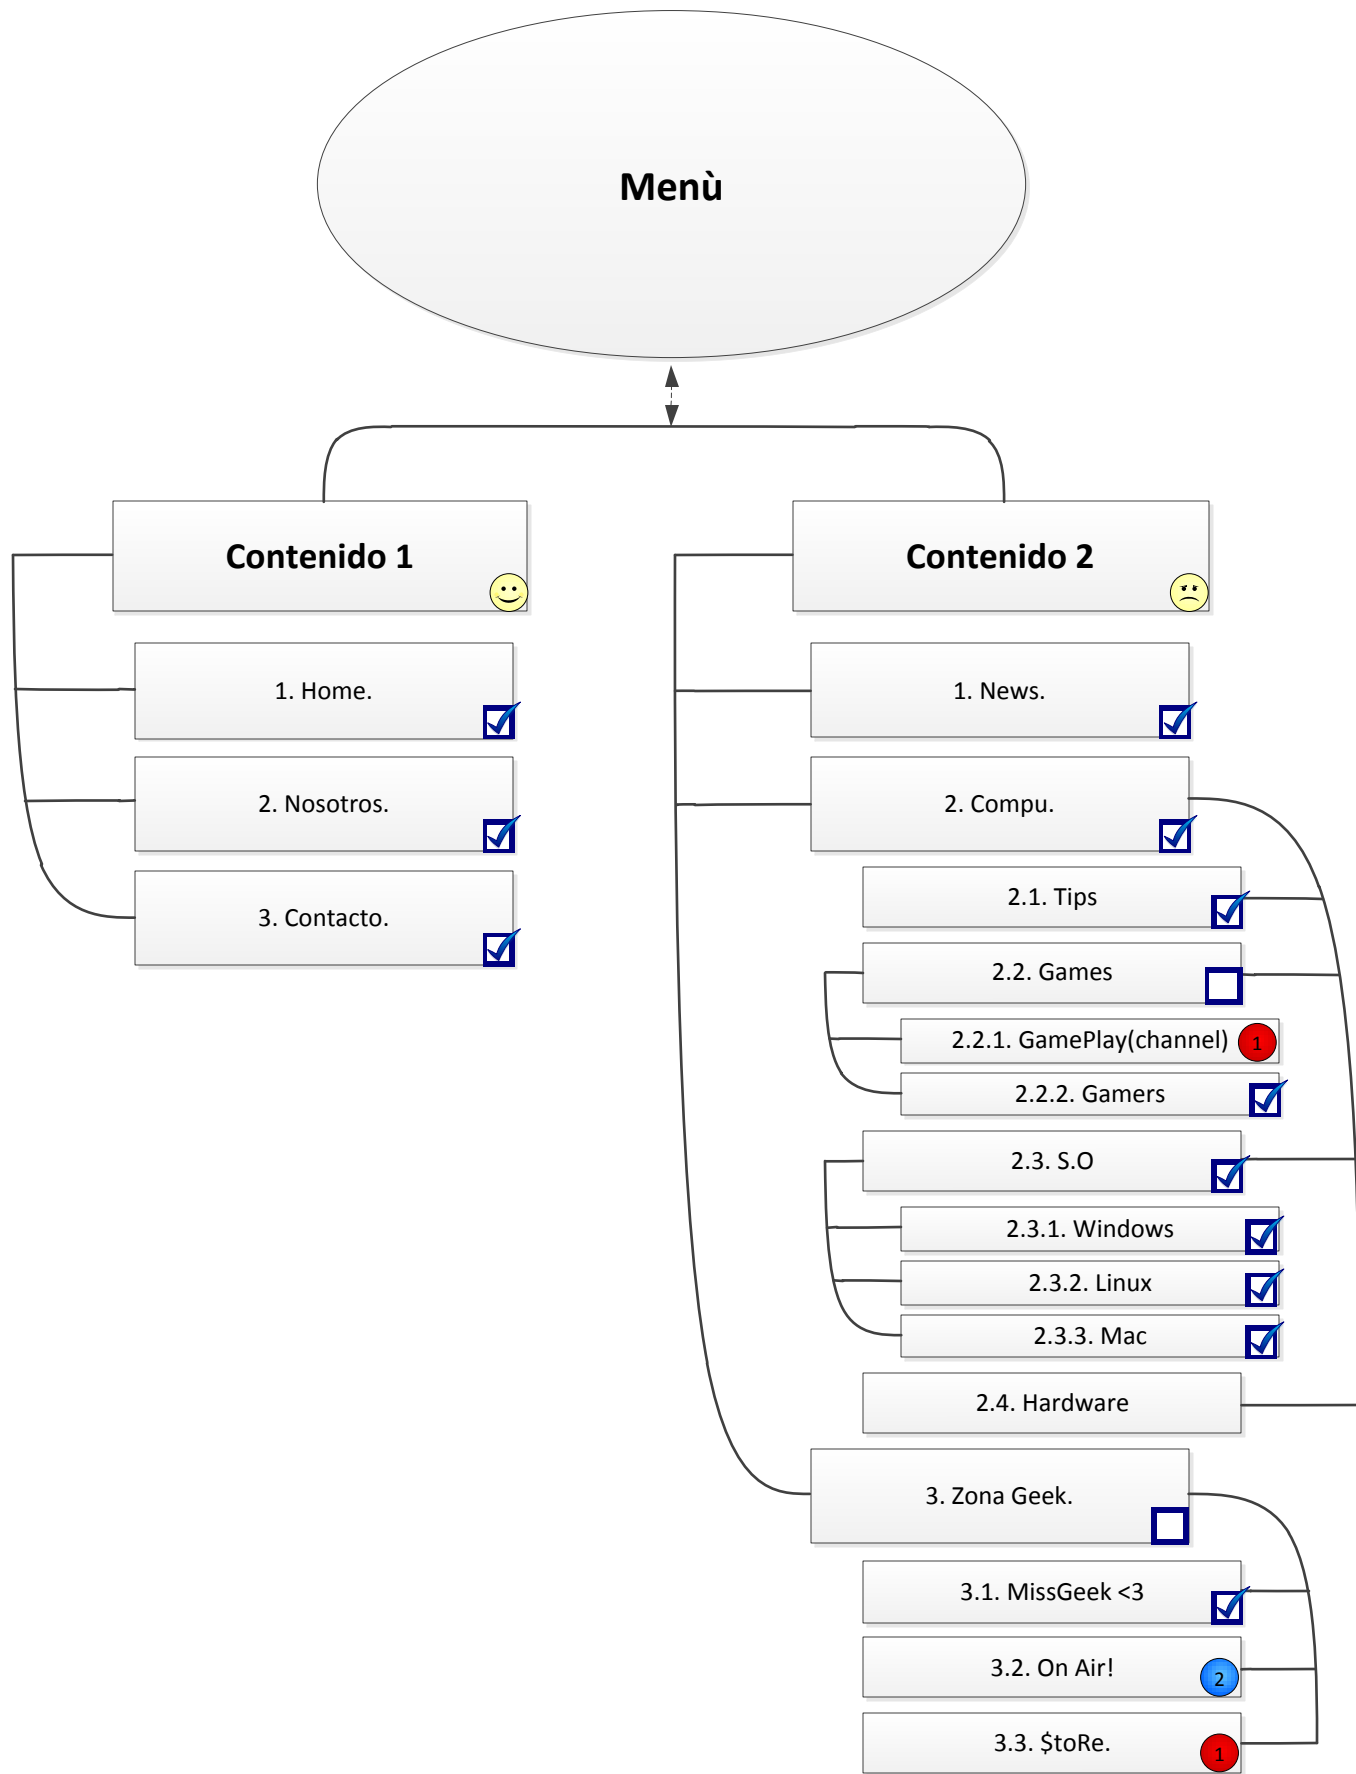 Menù
Contenido 1
Contenido 2
1. Home.
2. Nosotros.
3. Contacto.
1. News.
2. Compu.
2.1. Tips
2.2. Games
2.2.1. GamePlay(channel)
1
2.2.2. Gamers
2.3. S.O
2.3.1. Windows
2.3.2. Linux
2.3.3. Mac
2.4. Hardware
3. Zona Geek.
3.1. MissGeek <3
3.2. On Air!
2
3.3. $toRe.
1